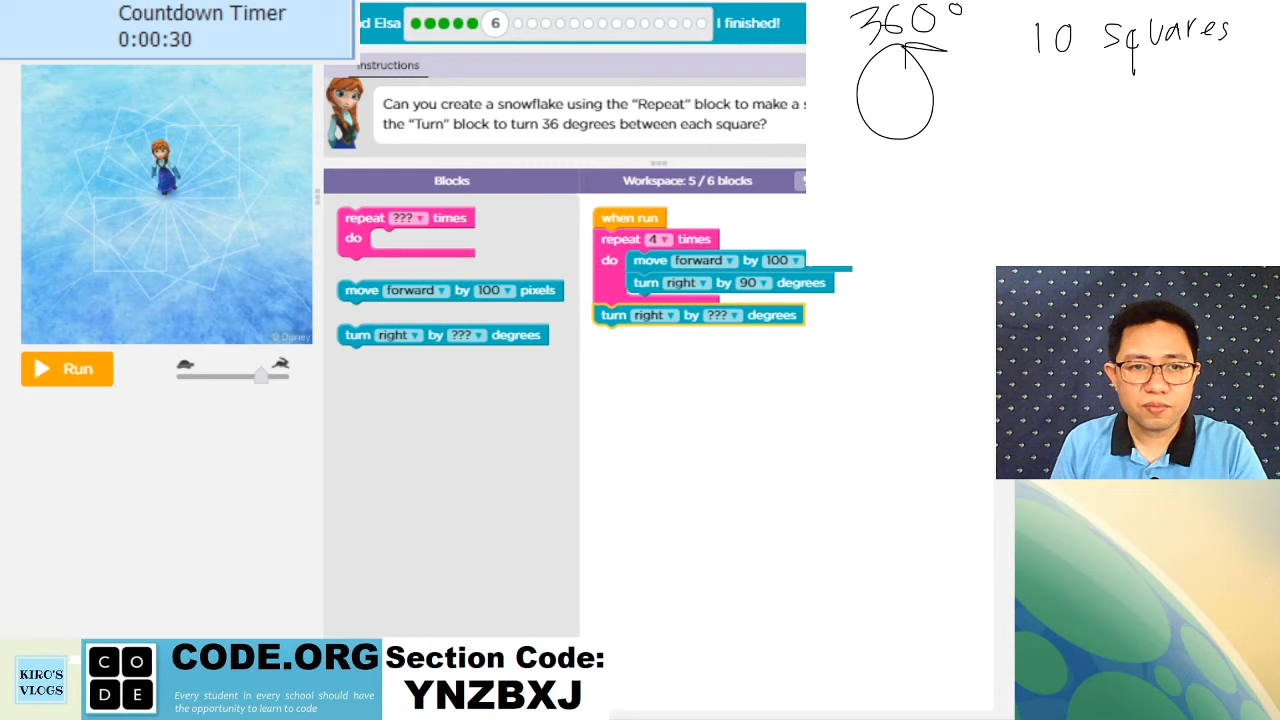 Countdown Timer
0:00:30
d Elsa
6
I finished!
Instructions
Can you create a snowflake using the “Repeat” block to make a s
the “Turn” block to turn 36 degrees between each square?
Blocks
Workspace: 5 / 6 blocks
repeat ??? times
do
move forward by 100 pixels
turn right by ??? degrees
when run
repeat 4 times
do
move forward by 100
turn right by 90 degrees
turn right by ??? degrees
© Disney
Run
360°
10 squares
KIRO'S
VLOGS
C O
D E
CODE.ORG
Every student in every school should have
the opportunity to learn to code
Section Code:
YNZBXJ